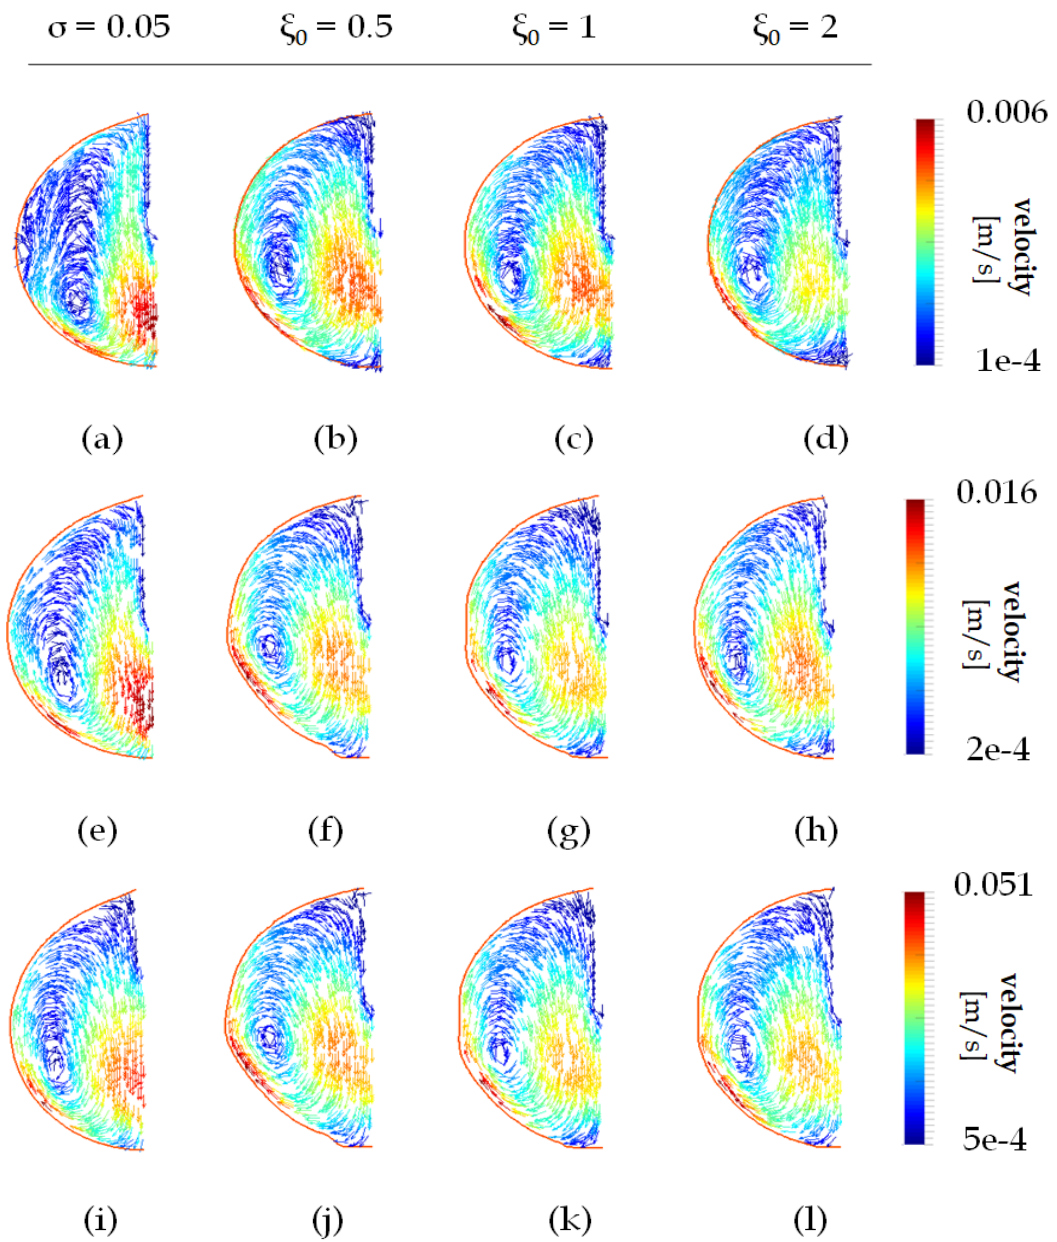 σ = 0.05 ξ₀ = 0.5 ξ₀ = 1 ξ₀ = 2
0.006
velocity
[m/s]
1e-4
(a) (b) (c) (d)
0.016
velocity
[m/s]
2e-4
(e) (f) (g) (h)
0.051
velocity
[m/s]
5e-4
(i) (j) (k) (l)